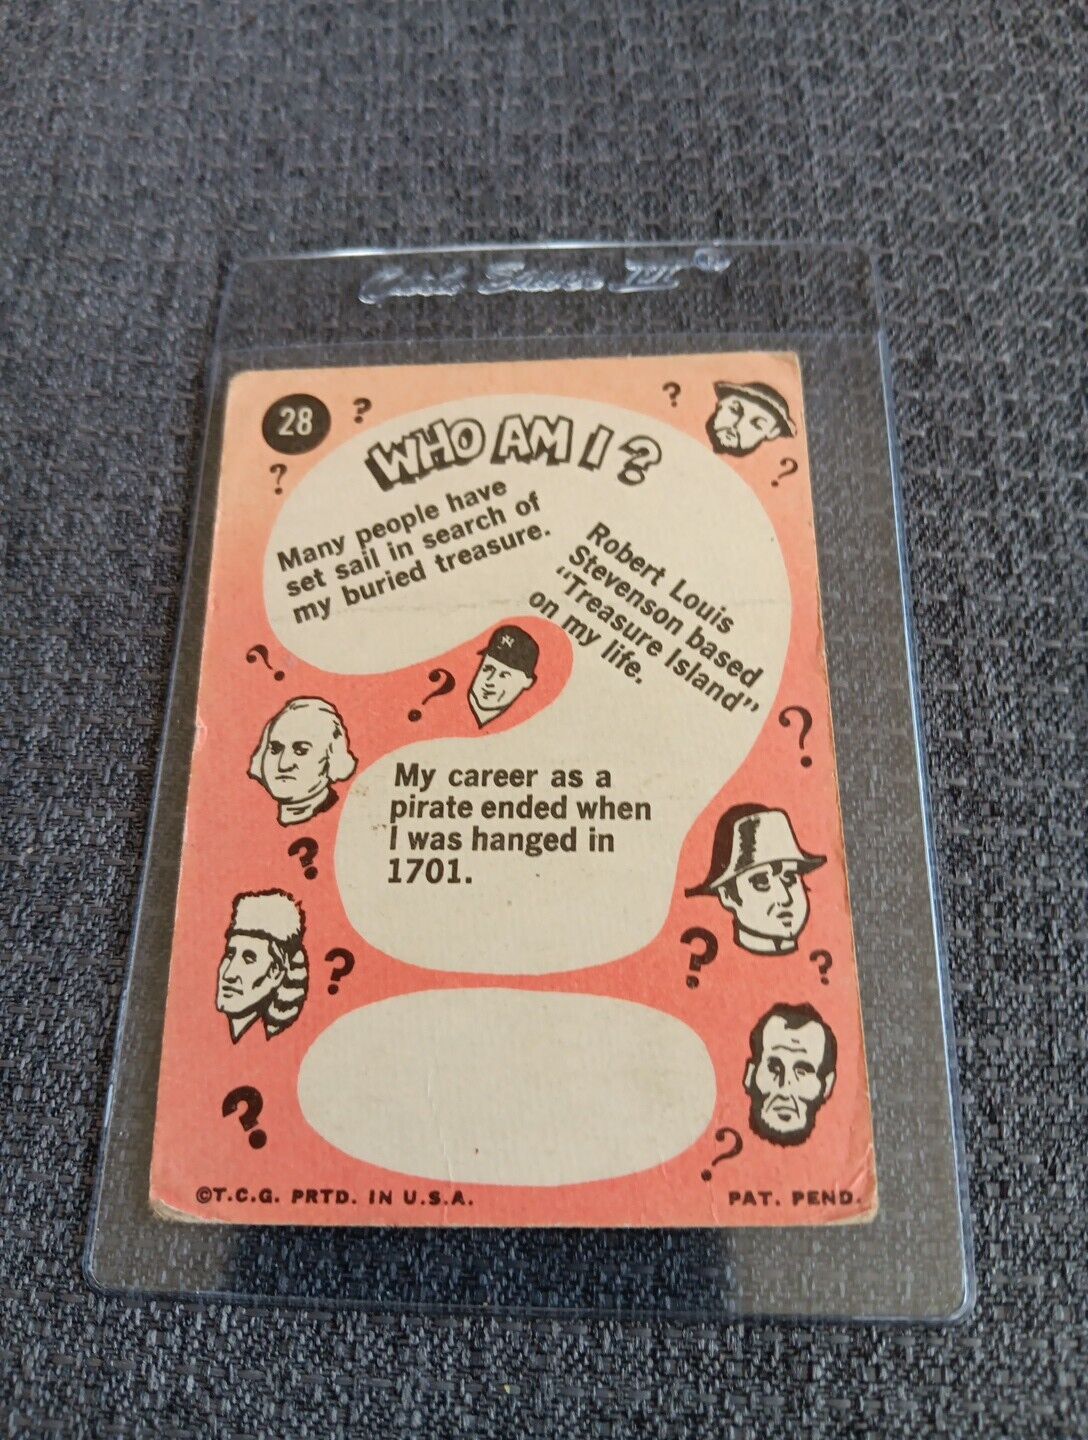 Card Saver III®
28
WHO AM I?
Many people have
set sail in search of
my buried treasure.
Robert Louis
Stevenson based
"Treasure Island"
on my life.
My career as a
pirate ended when
I was hanged in
1701.
©T.C.G. PRTD. IN U.S.A.
PAT. PEND.